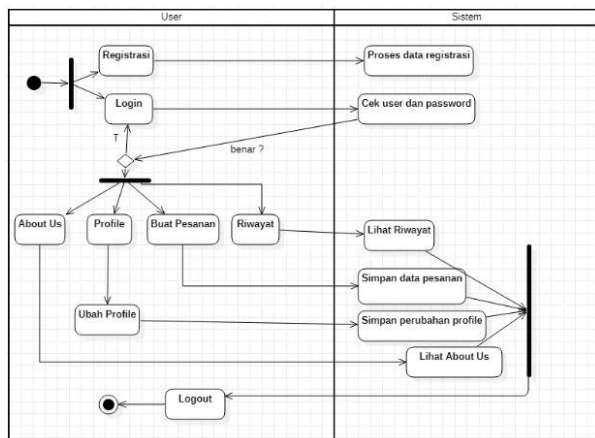 User
Sistem
Registrasi
Proses data registrasi
Login
Cek user dan password
T
benar ?
About Us
Profile
Buat Pesanan
Riwayat
Lihat Riwayat
Simpan data pesanan
Ubah Profile
Simpan perubahan profile
Lihat About Us
Logout